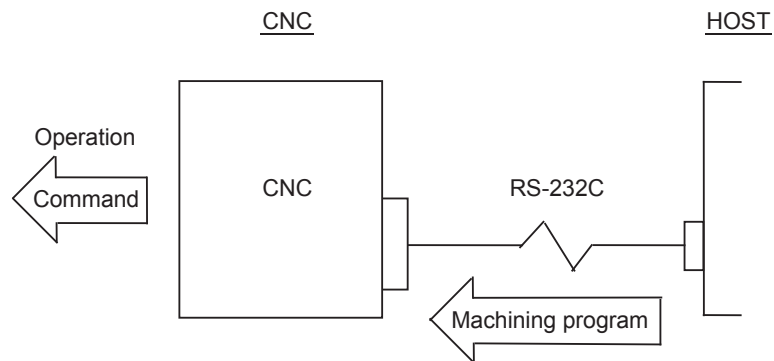 CNC
HOST
Operation
Command
CNC
RS-232C
Machining program